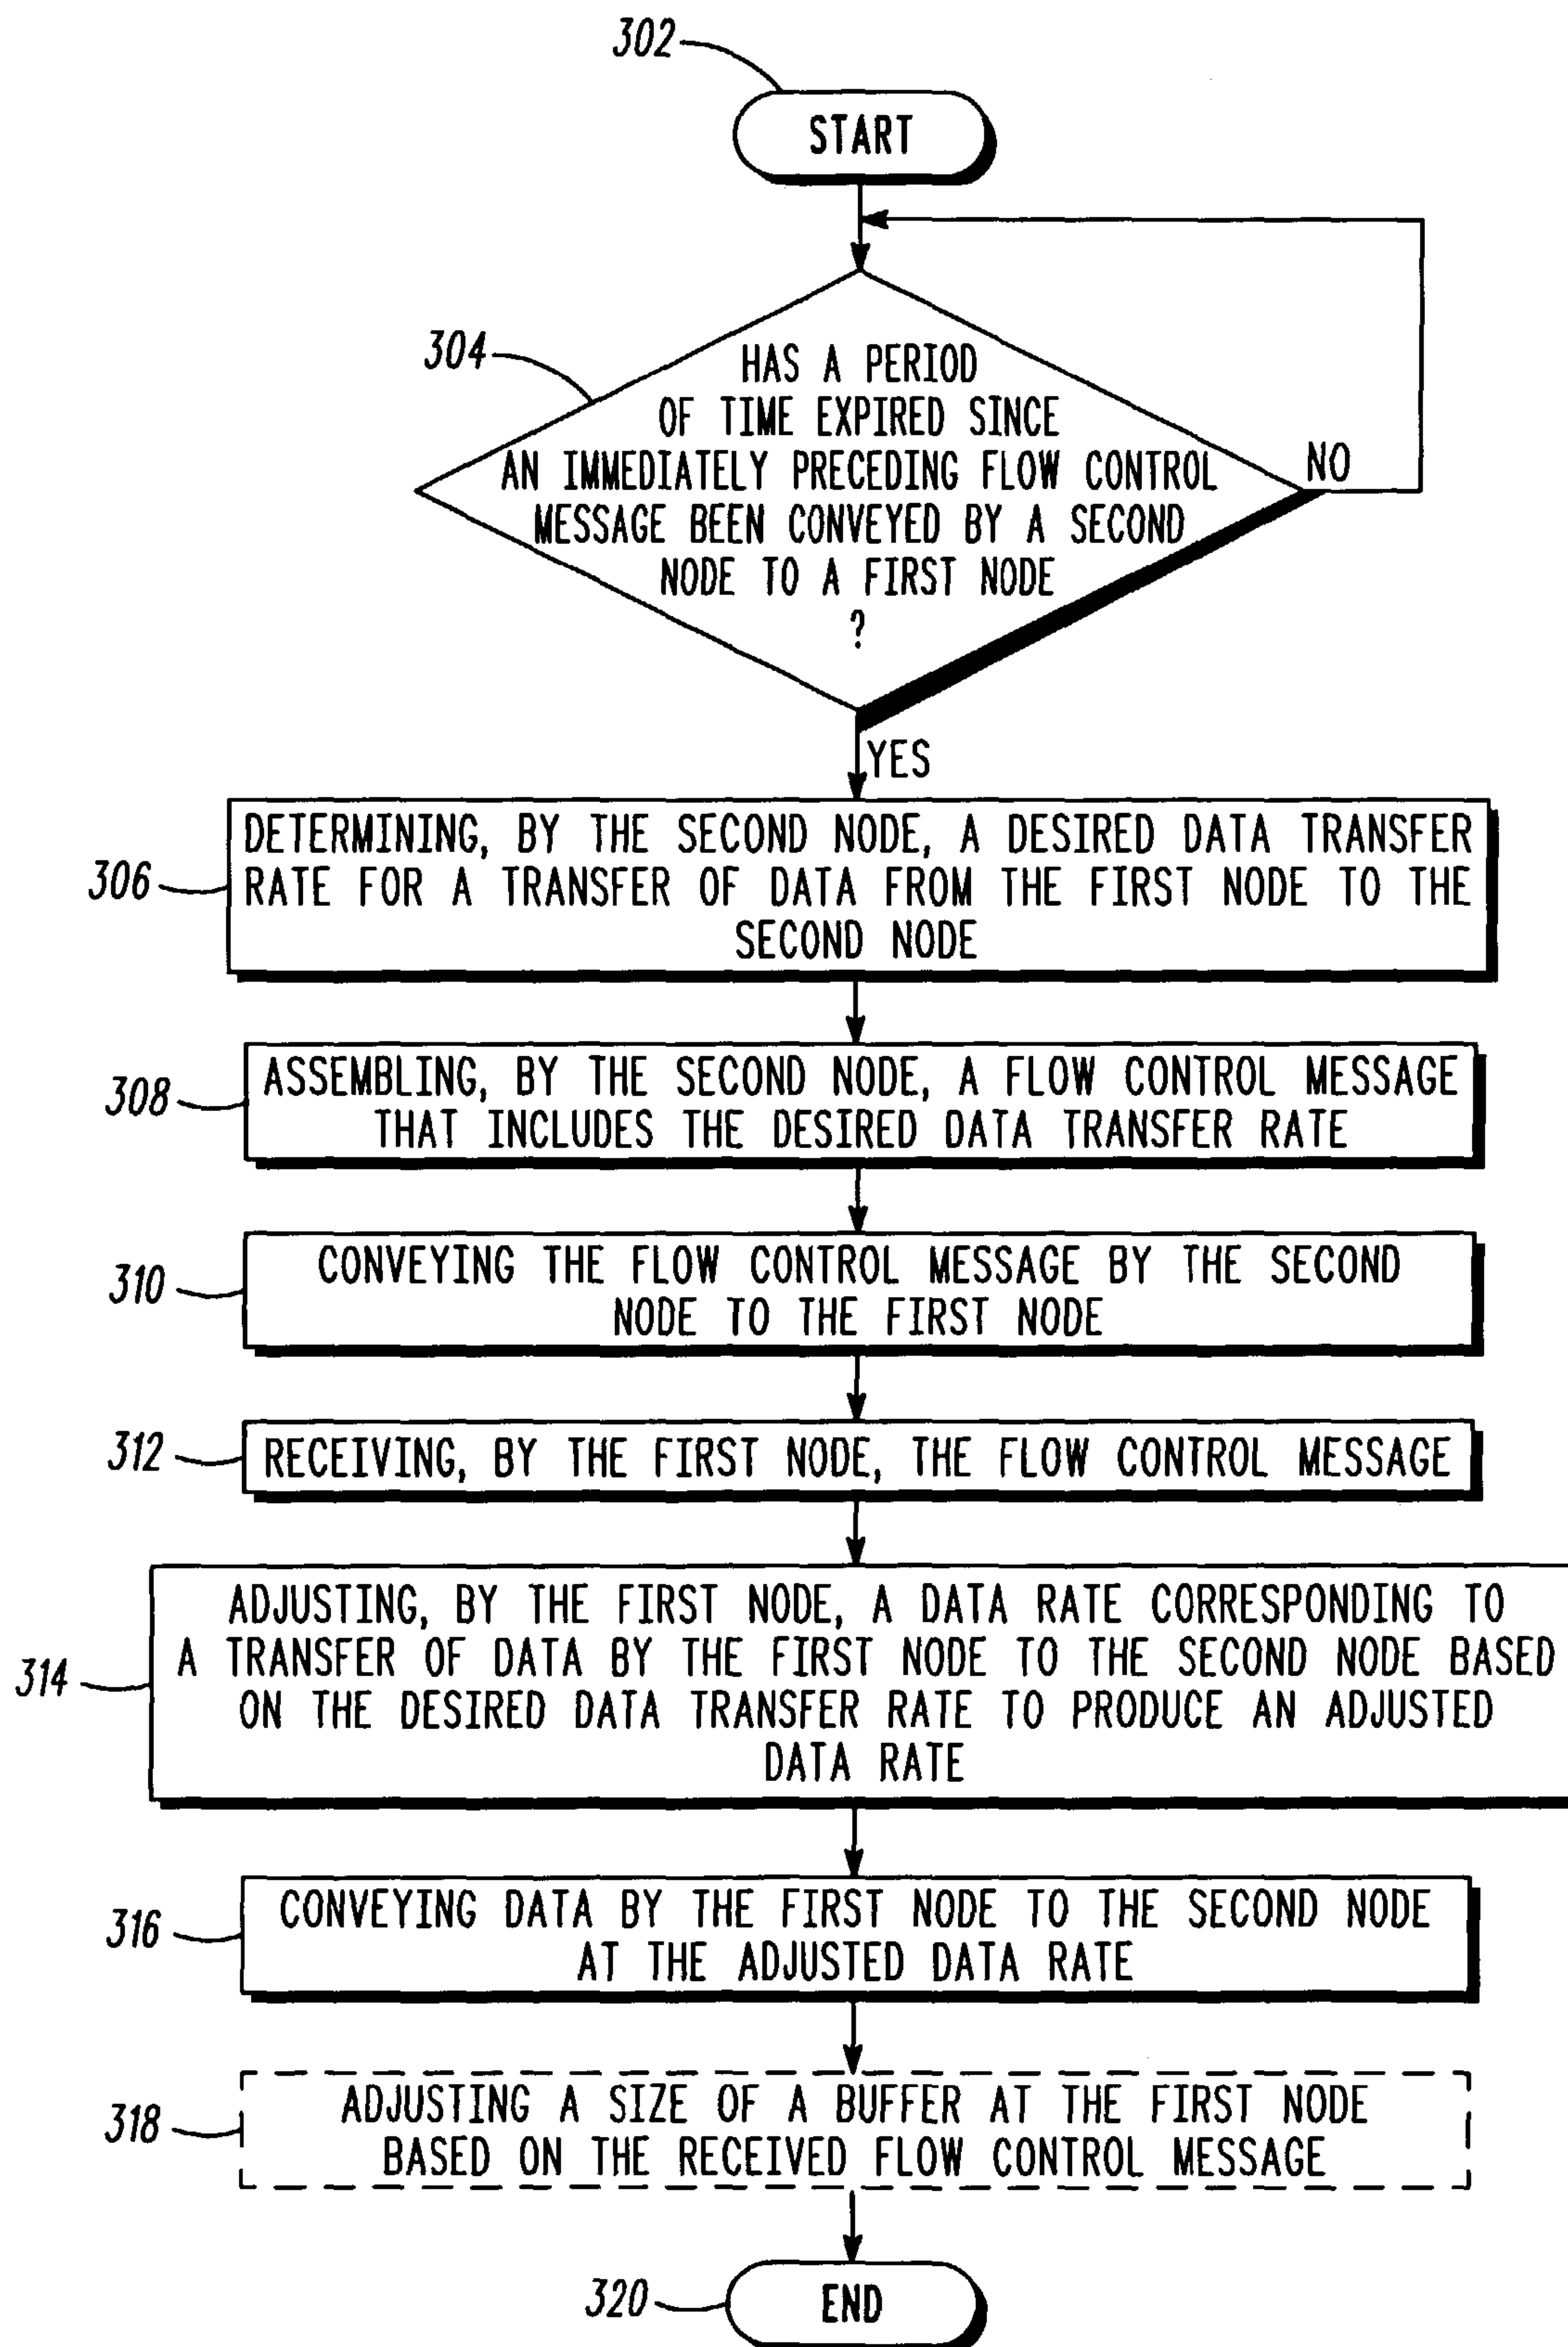 302
START
304
HAS A PERIOD
OF TIME EXPIRED SINCE
AN IMMEDIATELY PRECEDING FLOW CONTROL
MESSAGE BEEN CONVEYED BY A SECOND
NODE TO A FIRST NODE
?
NO
YES
306
DETERMINING, BY THE SECOND NODE, A DESIRED DATA TRANSFER
RATE FOR A TRANSFER OF DATA FROM THE FIRST NODE TO THE
SECOND NODE
308
ASSEMBLING, BY THE SECOND NODE, A FLOW CONTROL MESSAGE
THAT INCLUDES THE DESIRED DATA TRANSFER RATE
310
CONVEYING THE FLOW CONTROL MESSAGE BY THE SECOND
NODE TO THE FIRST NODE
312
RECEIVING, BY THE FIRST NODE, THE FLOW CONTROL MESSAGE
314
ADJUSTING, BY THE FIRST NODE, A DATA RATE CORRESPONDING TO
A TRANSFER OF DATA BY THE FIRST NODE TO THE SECOND NODE BASED
ON THE DESIRED DATA TRANSFER RATE TO PRODUCE AN ADJUSTED
DATA RATE
316
CONVEYING DATA BY THE FIRST NODE TO THE SECOND NODE
AT THE ADJUSTED DATA RATE
318
ADJUSTING A SIZE OF A BUFFER AT THE FIRST NODE
BASED ON THE RECEIVED FLOW CONTROL MESSAGE
320
END